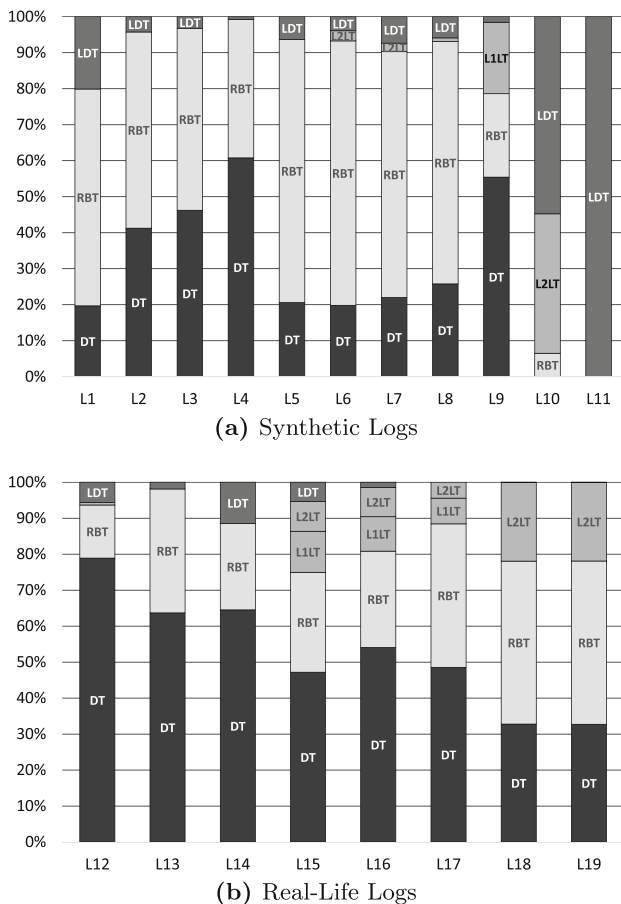 100%
LDT LDT LDT LDT LDT LDT LDT LDT
L2LT L2LT
90%
L1LT
80%
RBT RBT RBT RBT
70%
RBT RBT RBT RBT RBT
60%
50%
LDT
40%
DT
30%
L2LT
LDT
20%
DT DT DT DT DT DT DT DT
10%
RBT
0%
L1 L2 L3 L4 L5 L6 L7 L8 L9 L10 L11
(a) Synthetic Logs
100%
LDT LDT LDT L2LT
L2LT L2LT L1LT
90%
L1LT L1LT
RBT
80%
L2LT L2LT
70%
RBT RBT RBT RBT RBT
60%
RBT RBT
50%
40%
DT DT DT DT DT DT
30%
20%
DT DT
10%
0%
L12 L13 L14 L15 L16 L17 L18 L19
(b) Real-Life Logs